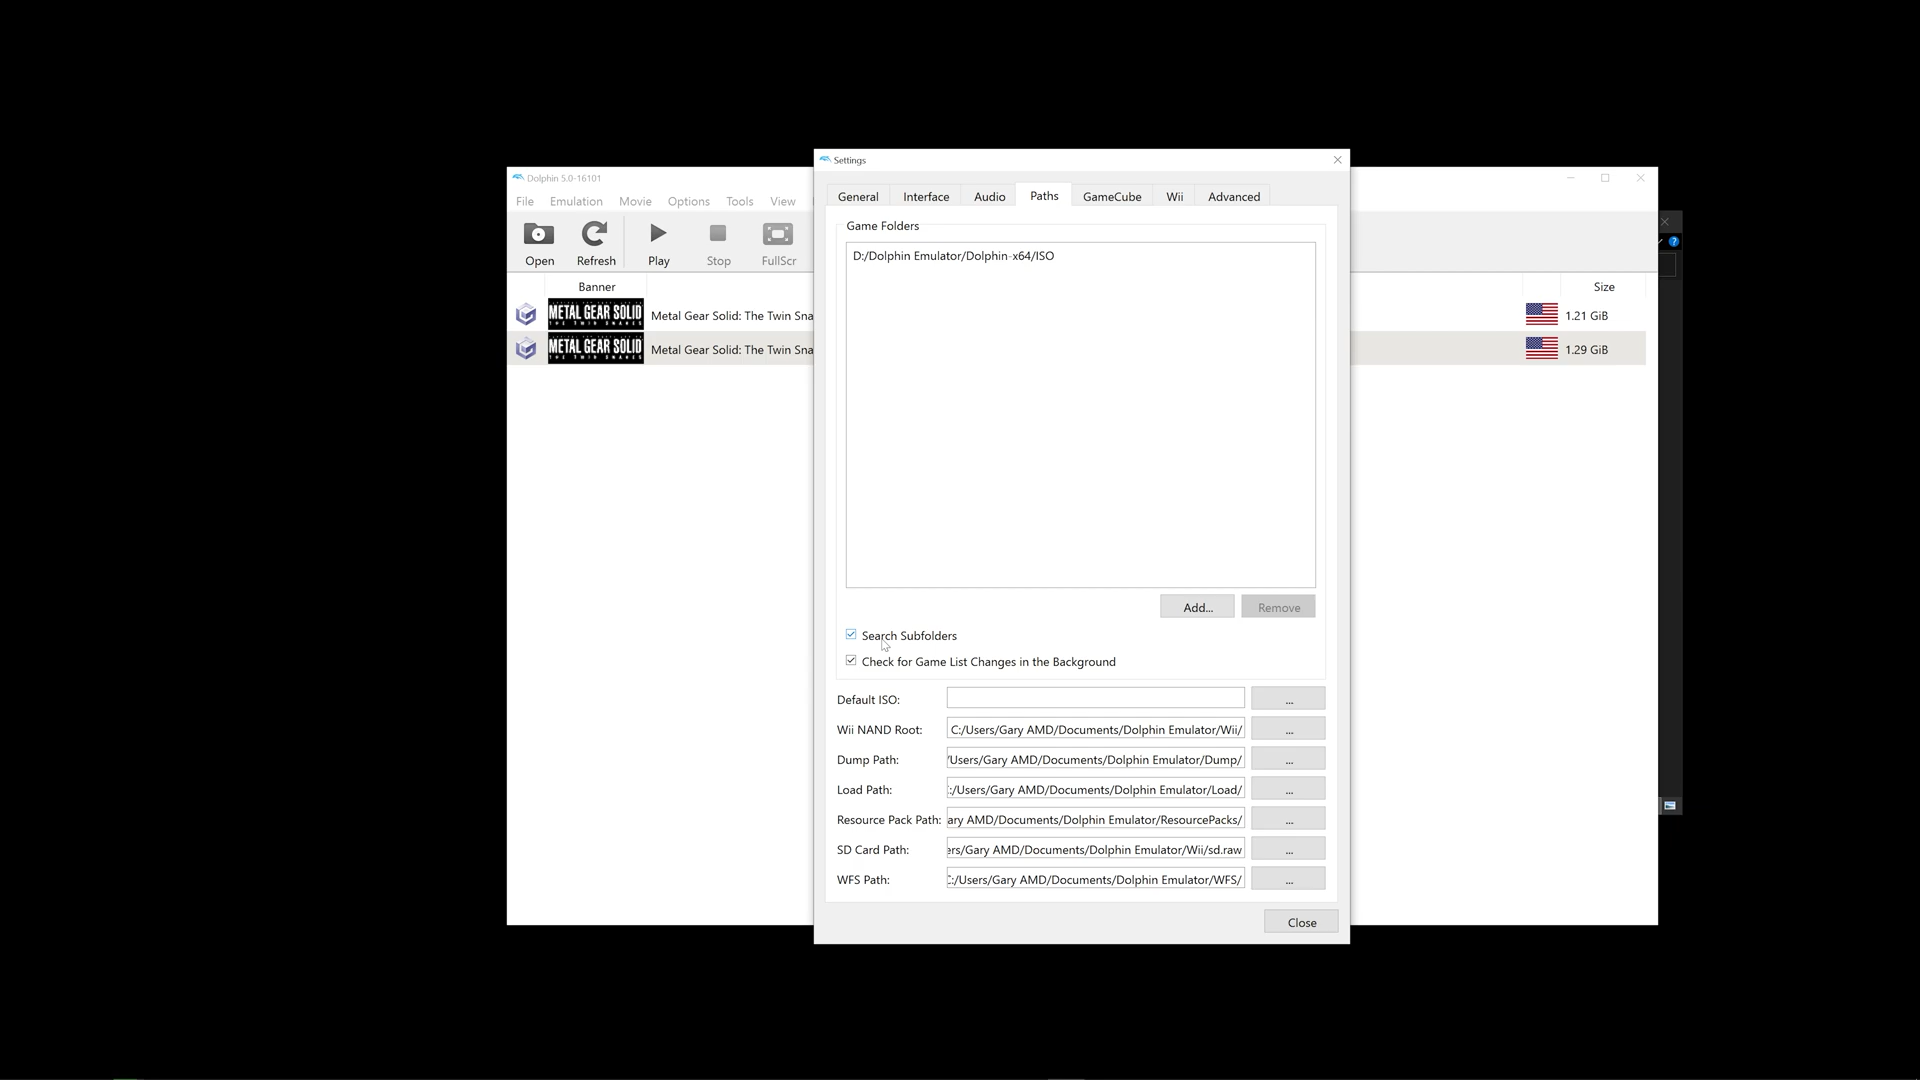 Settings
Dolphin 5.0-16101
File Emulation Movie Options Tools View
General Interface Audio Paths GameCube Wii Advanced
Open Refresh Play Stop FullScr
Game Folders
D:/Dolphin Emulator/Dolphin-x64/ISO
Banner Size
METAL GEAR SOLID
THE TWIN SNAKES
Metal Gear Solid: The Twin Sna 1.21 GiB
METAL GEAR SOLID
THE TWIN SNAKES
Metal Gear Solid: The Twin Sna 1.29 GiB
Add... Remove
Search Subfolders
Check for Game List Changes in the Background
Default ISO: ...
Wii NAND Root: C:/Users/Gary AMD/Documents/Dolphin Emulator/Wii/ ...
Dump Path: /Users/Gary AMD/Documents/Dolphin Emulator/Dump/ ...
Load Path: :/Users/Gary AMD/Documents/Dolphin Emulator/Load/ ...
Resource Pack Path: ary AMD/Documents/Dolphin Emulator/ResourcePacks/ ...
SD Card Path: ers/Gary AMD/Documents/Dolphin Emulator/Wii/sd.raw ...
WFS Path: C:/Users/Gary AMD/Documents/Dolphin Emulator/WFS/ ...
Close